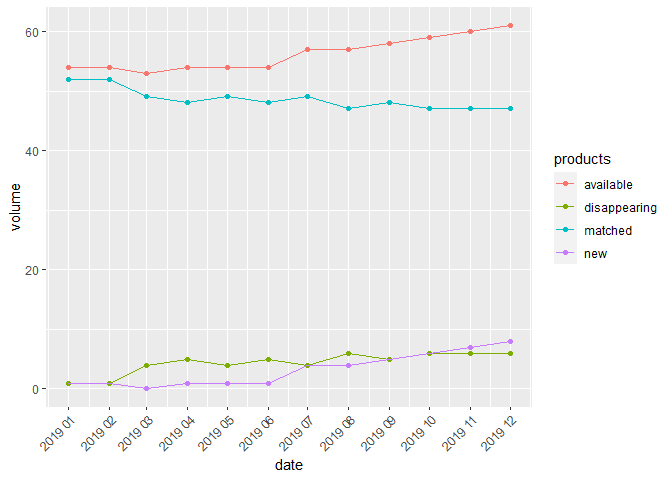 60
40
20
0
volume
2019 01
2019 02
2019 03
2019 04
2019 05
2019 06
2019 07
2019 08
2019 09
2019 10
2019 11
2019 12
date
products
available
disappearing
matched
new